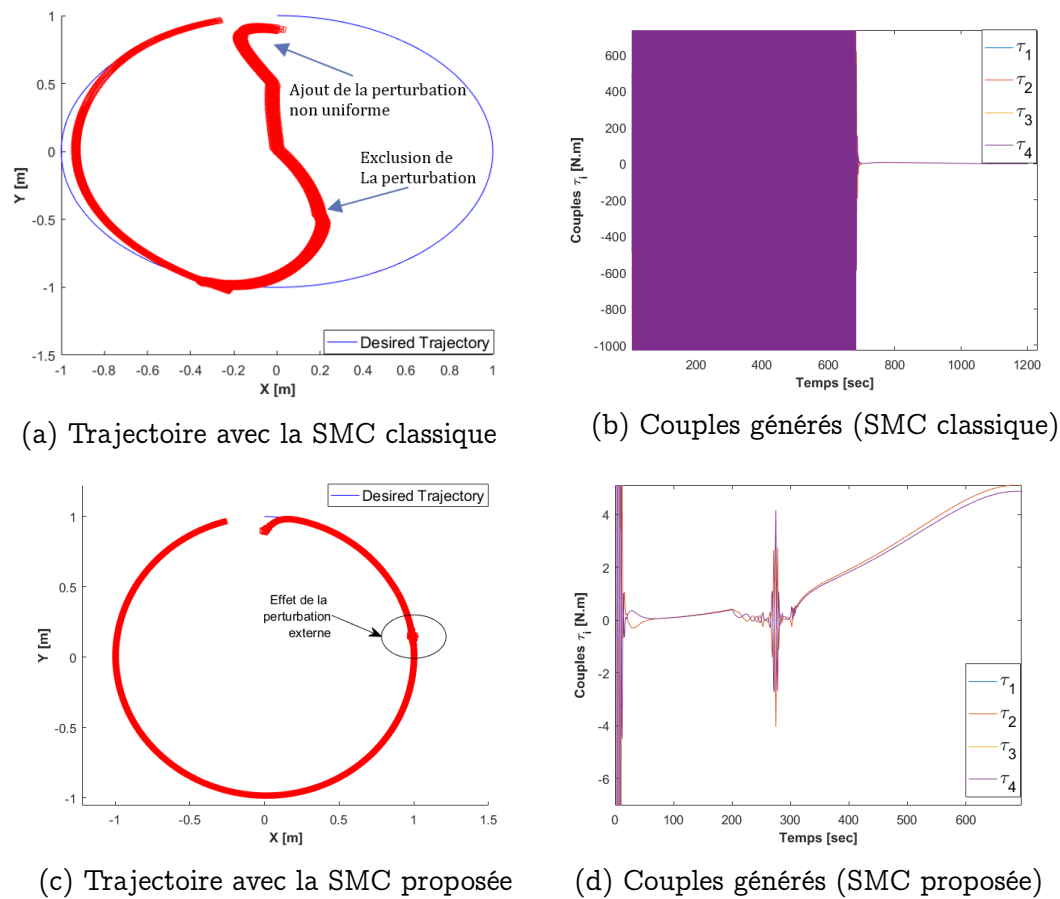 1
0.5
0
-0.5
-1
-1.5
Y [m]
-1 -0.8 -0.6 -0.4 -0.2 0 0.2 0.4 0.6 0.8 1
X [m]
Ajout de la perturbation
non uniforme
Exclusion de
La perturbation
Desired Trajectory
(a) Trajectoire avec la SMC classique
600
400
200
0
-200
-400
-600
-800
-1000
Couples τi [N.m]
200 400 600 800 1000 1200
Temps [sec]
τ1
τ2
τ3
τ4
(b) Couples générés (SMC classique)
1
0.5
0
-0.5
-1
Y [m]
-1 -0.5 0 0.5 1 1.5
X [m]
Desired Trajectory
Effet de la
perturbation
externe
(c) Trajectoire avec la SMC proposée
4
2
0
-2
-4
-6
Couples τi [N.m]
0 100 200 300 400 500 600
Temps [sec]
τ1
τ2
τ3
τ4
(d) Couples générés (SMC proposée)